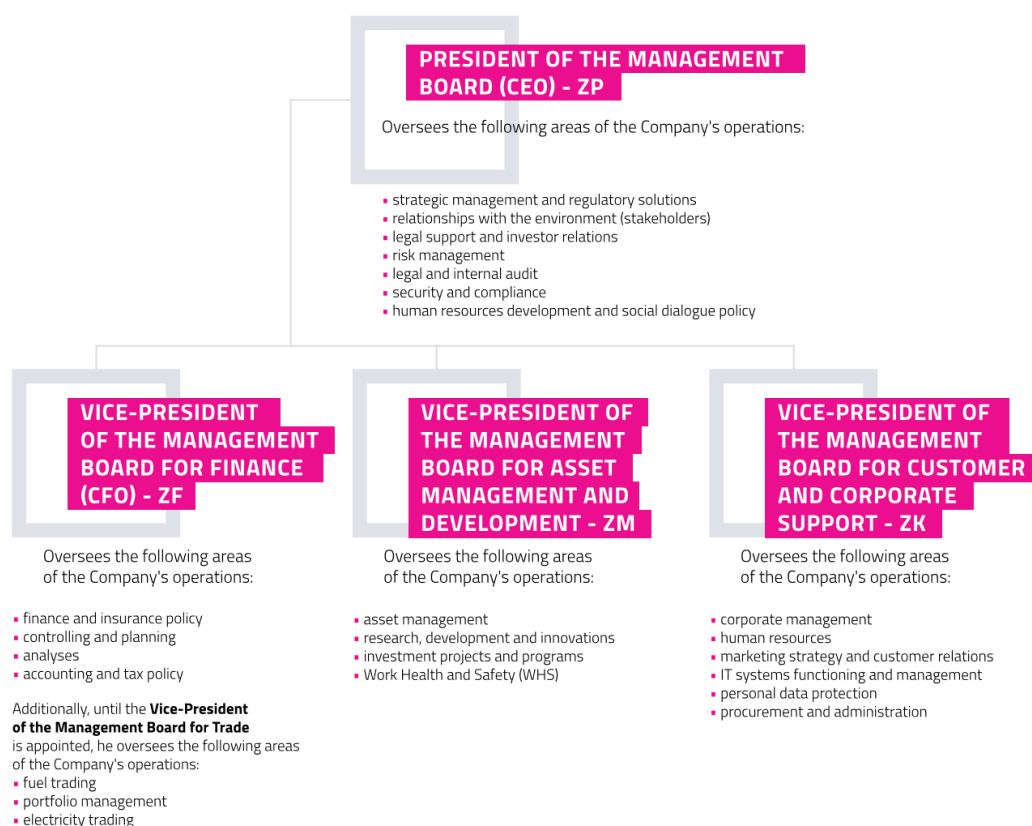 PRESIDENT OF THE MANAGEMENT
BOARD (CEO) - ZP
Oversees the following areas of the Company's operations:
▪ strategic management and regulatory solutions
▪ relationships with the environment (stakeholders)
▪ legal support and investor relations
▪ risk management
▪ legal and internal audit
▪ security and compliance
▪ human resources development and social dialogue policy
VICE-PRESIDENT
OF THE MANAGEMENT
BOARD FOR FINANCE
(CFO) - ZF
Oversees the following areas
of the Company's operations:
▪ finance and insurance policy
▪ controlling and planning
▪ analyses
▪ accounting and tax policy
Additionally, until the Vice-President
of the Management Board for Trade
is appointed, he oversees the following areas
of the Company's operations:
▪ fuel trading
▪ portfolio management
▪ electricity trading
VICE-PRESIDENT OF
THE MANAGEMENT
BOARD FOR ASSET
MANAGEMENT AND
DEVELOPMENT - ZM
Oversees the following areas
of the Company's operations:
▪ asset management
▪ research, development and innovations
▪ investment projects and programs
▪ Work Health and Safety (WHS)
VICE-PRESIDENT OF
THE MANAGEMENT
BOARD FOR CUSTOMER
AND CORPORATE
SUPPORT - ZK
Oversees the following areas
of the Company's operations:
▪ corporate management
▪ human resources
▪ marketing strategy and customer relations
▪ IT systems functioning and management
▪ personal data protection
▪ procurement and administration